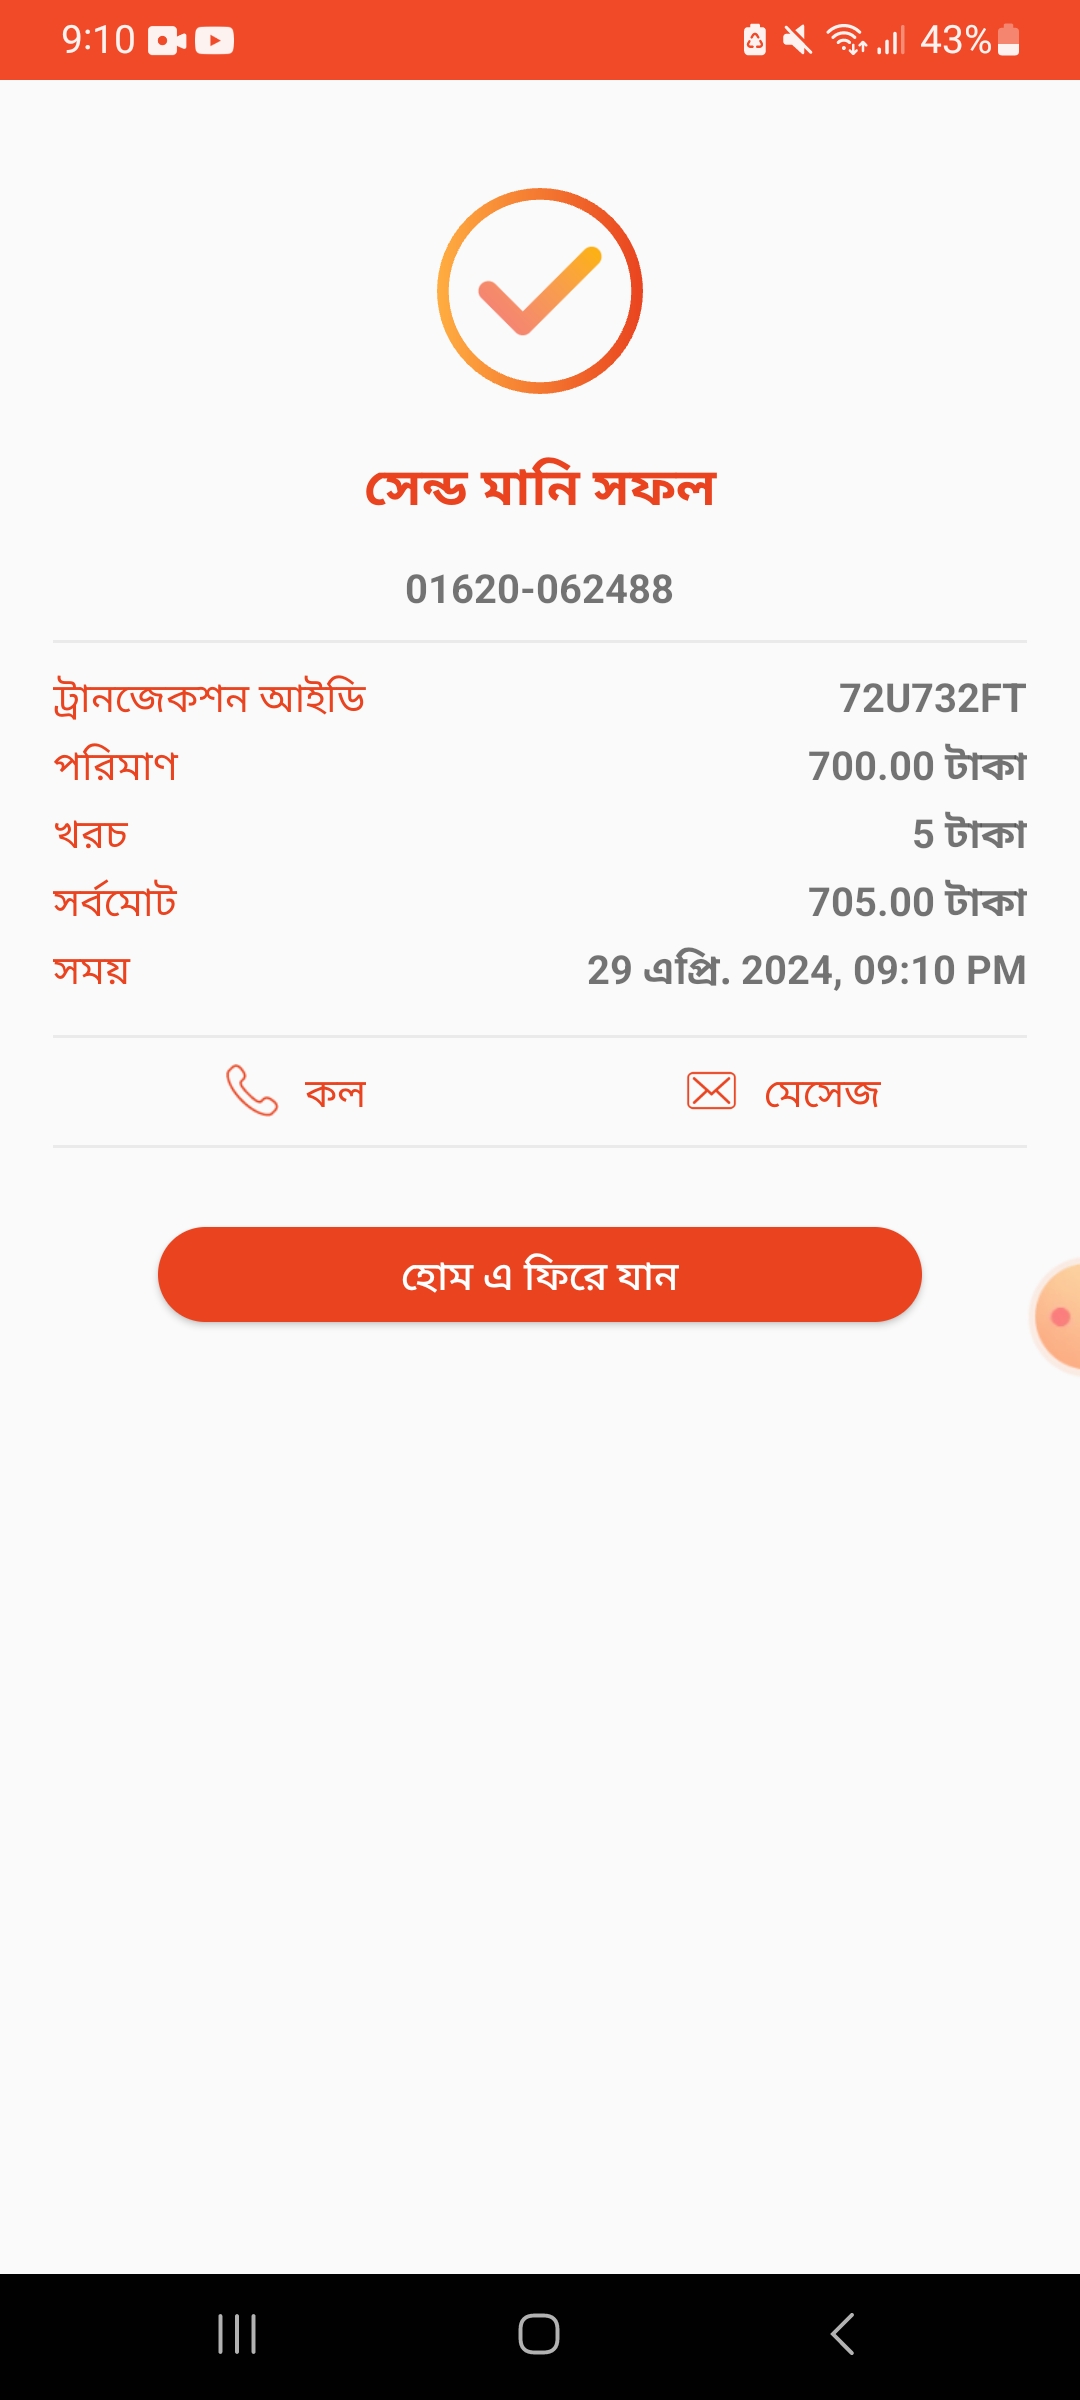 9:10 43%
সেন্ড মানি সফল
01620-062488
ট্রানজেকশন আইডি 72U732FT
পরিমাণ 700.00 টাকা
খরচ 5 টাকা
সর্বমোট 705.00 টাকা
সময় 29 এপ্রি. 2024, 09:10 PM
কল মেসেজ
হোম এ ফিরে যান